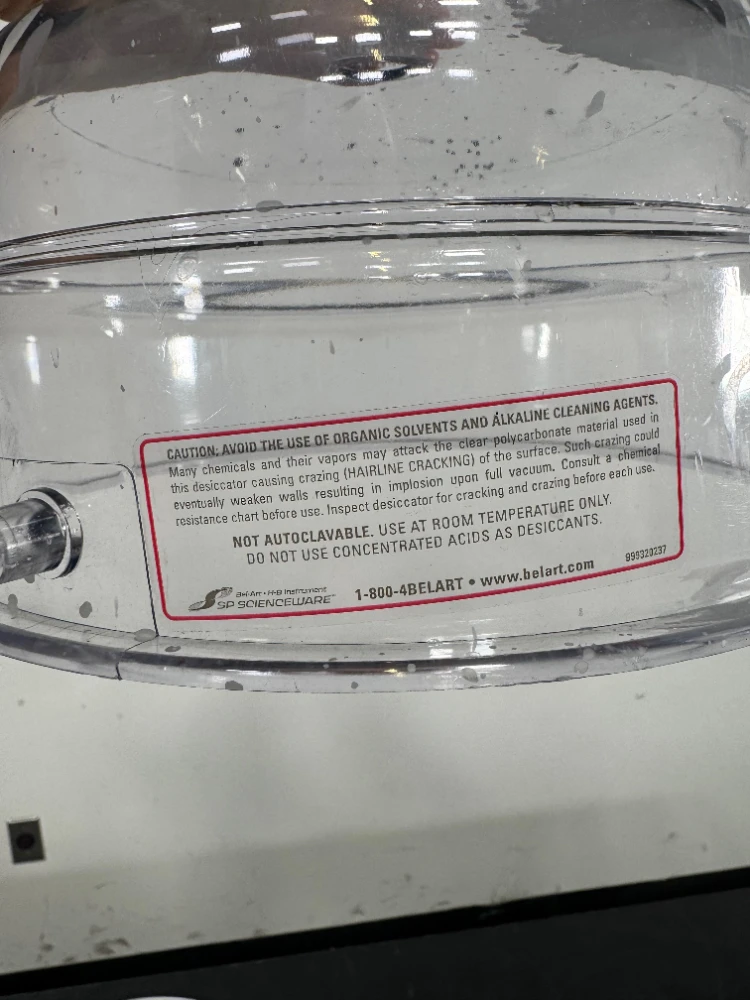 CAUTION: AVOID THE USE OF ORGANIC SOLVENTS AND ALKALINE CLEANING AGENTS.
Many chemicals and their vapors may attack the clear polycarbonate material used in
this desiccator causing crazing (HAIRLINE CRACKING) of the surface. Such crazing could
eventually weaken walls resulting in implosion upon full vacuum. Consult a chemical
resistance chart before use. Inspect desiccator for cracking and crazing before each use.
NOT AUTOCLAVABLE. USE AT ROOM TEMPERATURE ONLY.
DO NOT USE CONCENTRATED ACIDS AS DESICCANTS.
Bel-Art • H-B Instrument
SP SCIENCEWARE™ 1-800-4BELART • www.belart.com 999320237